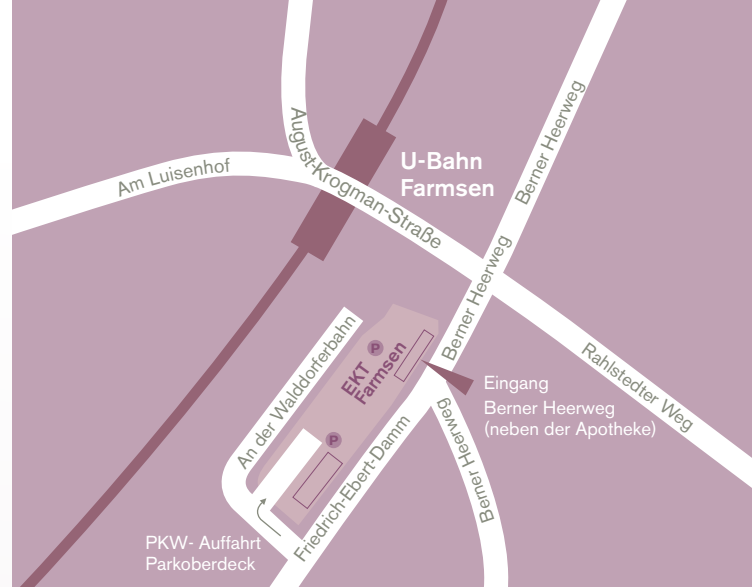 August-Krogman-Straße
Am Luisenhof
U-Bahn
Farmsen
Berner Heerweg
Berner Heerweg
An der Walddorferbahn
P
EKT
Farmsen
P
Rahlstedter Weg
Eingang
Berner Heerweg
(neben der Apotheke)
Berner Heerweg
Friedrich-Ebert-Damm
PKW- Auffahrt
Parkoberdeck